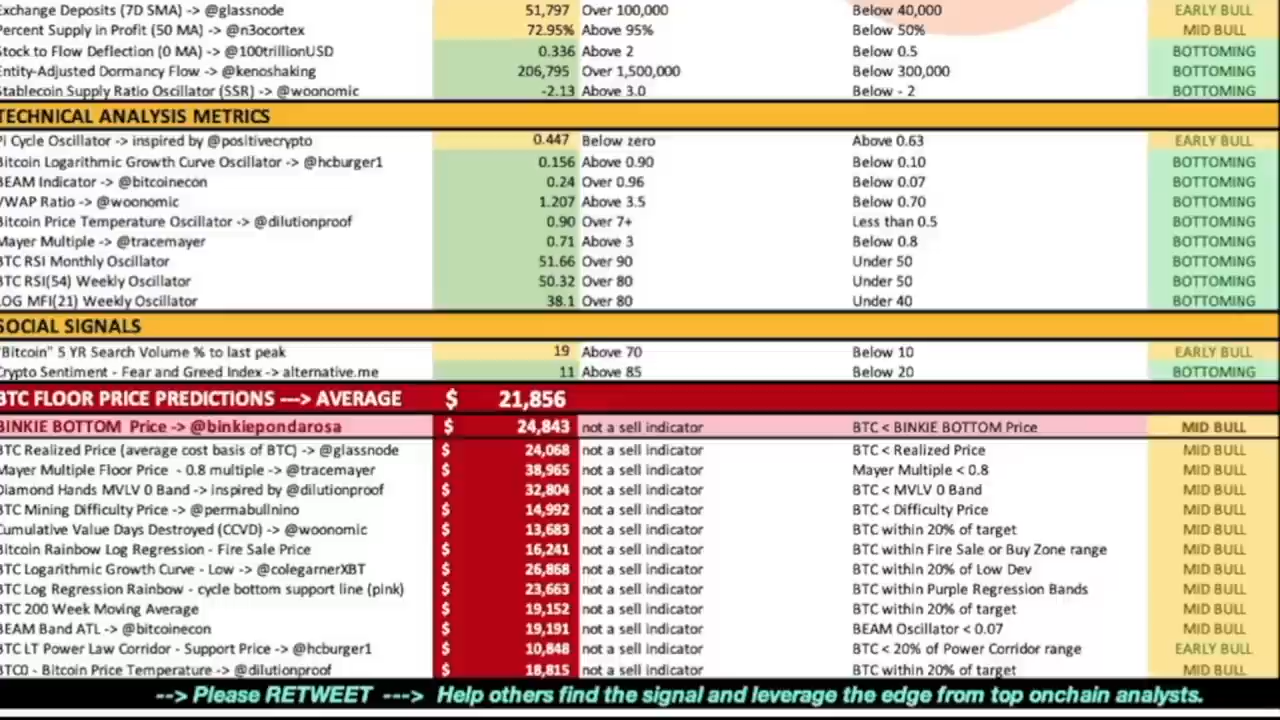 Exchange Deposits (7D SMA) -> @glassnode 51,797 Over 100,000 Below 40,000 EARLY BULL
Percent Supply in Profit (50 MA) -> @n3ocortex 72.95% Above 95% Below 50% MID BULL
Stock to Flow Deflection (0 MA) -> @100trillionUSD 0.336 Above 2 Below 0.5 BOTTOMING
Entity-Adjusted Dormancy Flow -> @kenoshaking 206,795 Over 1,500,000 Below 300,000 BOTTOMING
Stablecoin Supply Ratio Oscillator (SSR) -> @woonomic -2.13 Above 3.0 Below - 2 BOTTOMING
TECHNICAL ANALYSIS METRICS
Pi Cycle Oscillator -> inspired by @positivecrypto 0.447 Below zero Above 0.63 EARLY BULL
Bitcoin Logarithmic Growth Curve Oscillator -> @hcburger1 0.156 Above 0.90 Below 0.10 BOTTOMING
BEAM Indicator -> @bitcoinecon 0.24 Over 0.96 Below 0.07 BOTTOMING
VWAP Ratio -> @woonomic 1.207 Above 3.5 Below 0.70 BOTTOMING
Bitcoin Price Temperature Oscillator -> @dilutionproof 0.90 Over 7+ Less than 0.5 BOTTOMING
Mayer Multiple -> @tracemayer 0.71 Above 3 Below 0.8 BOTTOMING
BTC RSI Monthly Oscillator 51.66 Over 90 Under 50 BOTTOMING
BTC RSI(54) Weekly Oscillator 50.32 Over 80 Under 50 BOTTOMING
LOG MFI(21) Weekly Oscillator 38.1 Over 80 Under 40 BOTTOMING
SOCIAL SIGNALS
"Bitcoin" 5 YR Search Volume % to last peak 19 Above 70 Below 10 EARLY BULL
Crypto Sentiment - Fear and Greed Index -> alternative.me 11 Above 85 Below 20 BOTTOMING
BTC FLOOR PRICE PREDICTIONS ---> AVERAGE $ 21,856
BINKIE BOTTOM Price -> @binkiepondarosa $ 24,843 not a sell indicator BTC < BINKIE BOTTOM Price MID BULL
BTC Realized Price (average cost basis of BTC) -> @glassnode $ 24,068 not a sell indicator BTC < Realized Price MID BULL
Mayer Multiple Floor Price - 0.8 multiple -> @tracemayer $ 38,965 not a sell indicator Mayer Multiple < 0.8 MID BULL
Diamond Hands MVLV 0 Band -> inspired by @dilutionproof $ 32,804 not a sell indicator BTC < MVLV 0 Band MID BULL
BTC Mining Difficulty Price -> @permabullnino $ 14,992 not a sell indicator BTC < Difficulty Price MID BULL
Cumulative Value Days Destroyed (CCVD) -> @woonomic $ 13,683 not a sell indicator BTC within 20% of target MID BULL
Bitcoin Rainbow Log Regression - Fire Sale Price $ 16,241 not a sell indicator BTC within Fire Sale or Buy Zone range MID BULL
BTC Logarithmic Growth Curve - Low -> @colegarnerXBT $ 26,868 not a sell indicator BTC within 20% of Low Dev MID BULL
BTC Log Regression Rainbow - cycle bottom support line (pink) $ 23,663 not a sell indicator BTC within Purple Regression Bands MID BULL
BTC 200 Week Moving Average $ 19,152 not a sell indicator BTC within 20% of target MID BULL
BEAM Band ATL -> @bitcoinecon $ 19,191 not a sell indicator BEAM Oscillator < 0.07 MID BULL
BTC LT Power Law Corridor - Support Price -> @hcburger1 $ 10,848 not a sell indicator BTC < 20% of Power Corridor range EARLY BULL
BTC0 - Bitcoin Price Temperature -> @dilutionproof $ 18,815 not a sell indicator BTC within 20% of target MID BULL
--> Please RETWEET ---> Help others find the signal and leverage the edge from top onchain analysts.